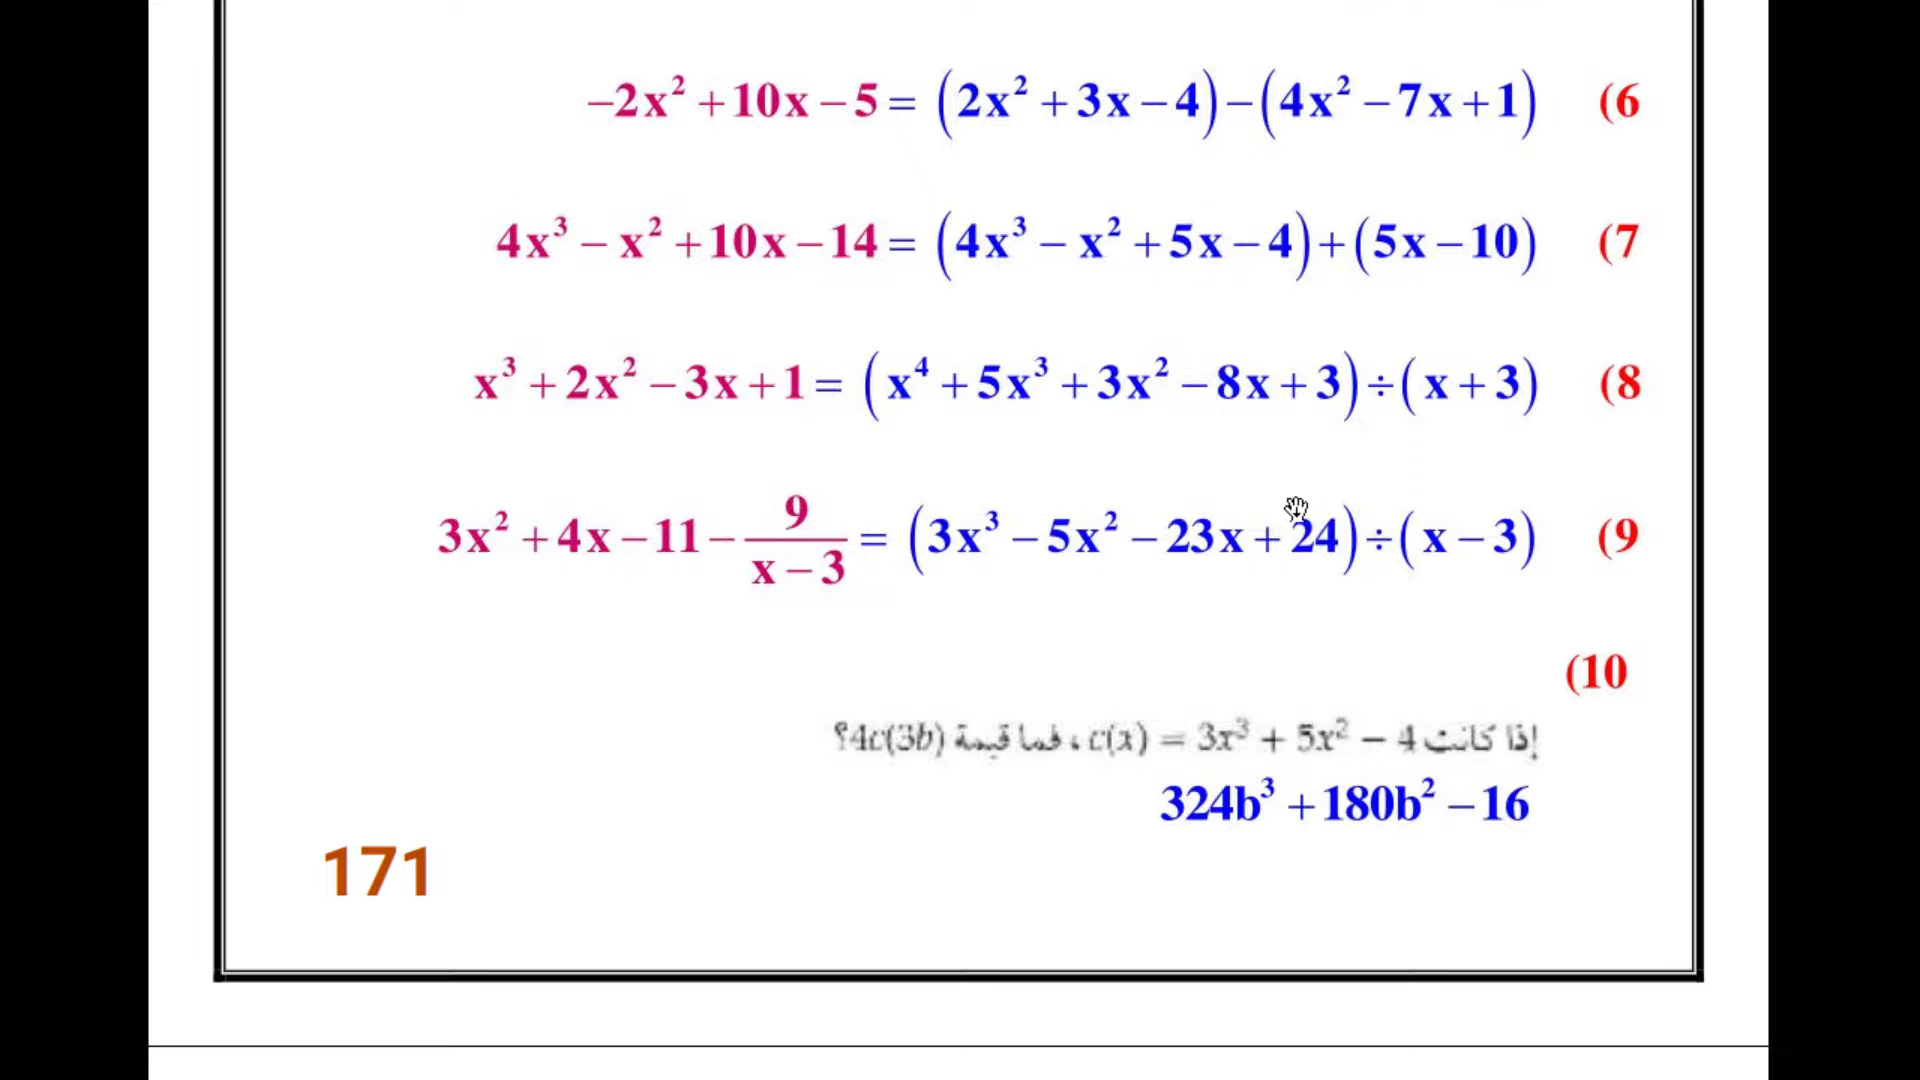 (6 (2x² + 3x − 4) − (4x² − 7x + 1) = −2x² + 10x − 5
(7 (4x³ − x² + 5x − 4) + (5x − 10) = 4x³ − x² + 10x − 14
(8 (x⁴ + 5x³ + 3x² − 8x + 3) ÷ (x + 3) = x³ + 2x² − 3x + 1
(9 (3x³ − 5x² − 23x + 24) ÷ (x − 3) = 3x² + 4x − 11 − 9/(x − 3)
(10
إذا كانت c(x) = 3x³ + 5x² − 4 ، فما قيمة 4c(3b)؟
324b³ + 180b² − 16
171